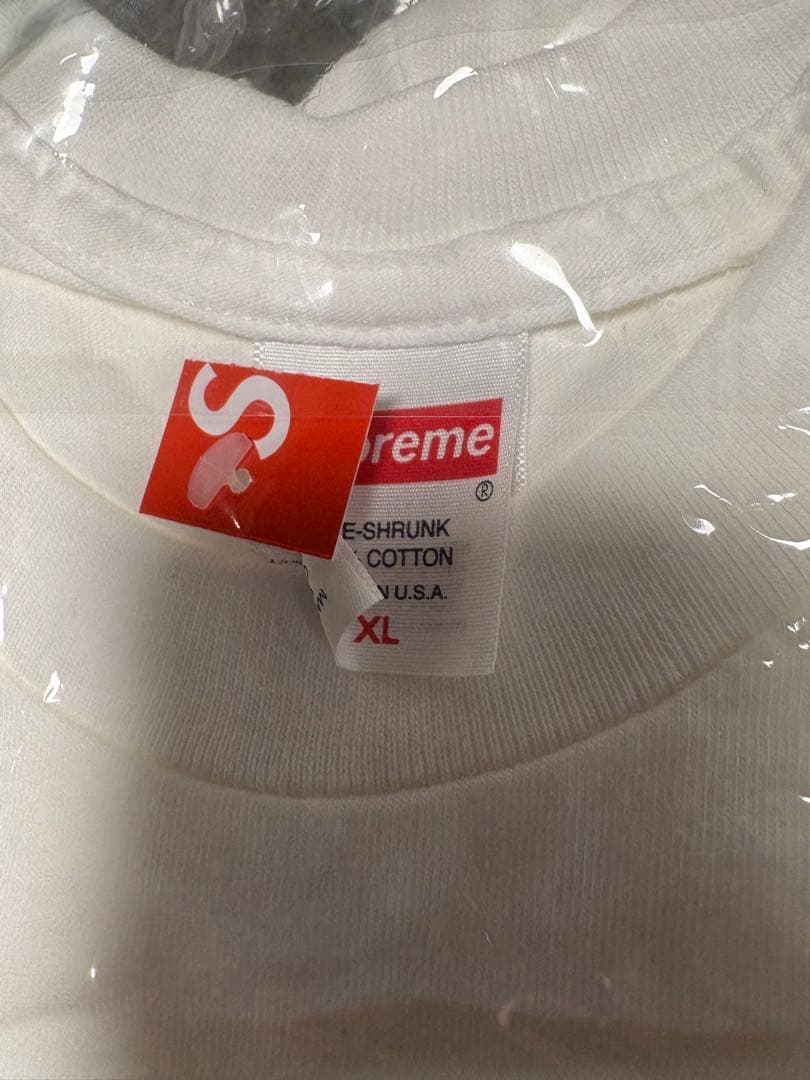 S
preme
®
E-SHRUNK
COTTON
N U.S.A.
XL